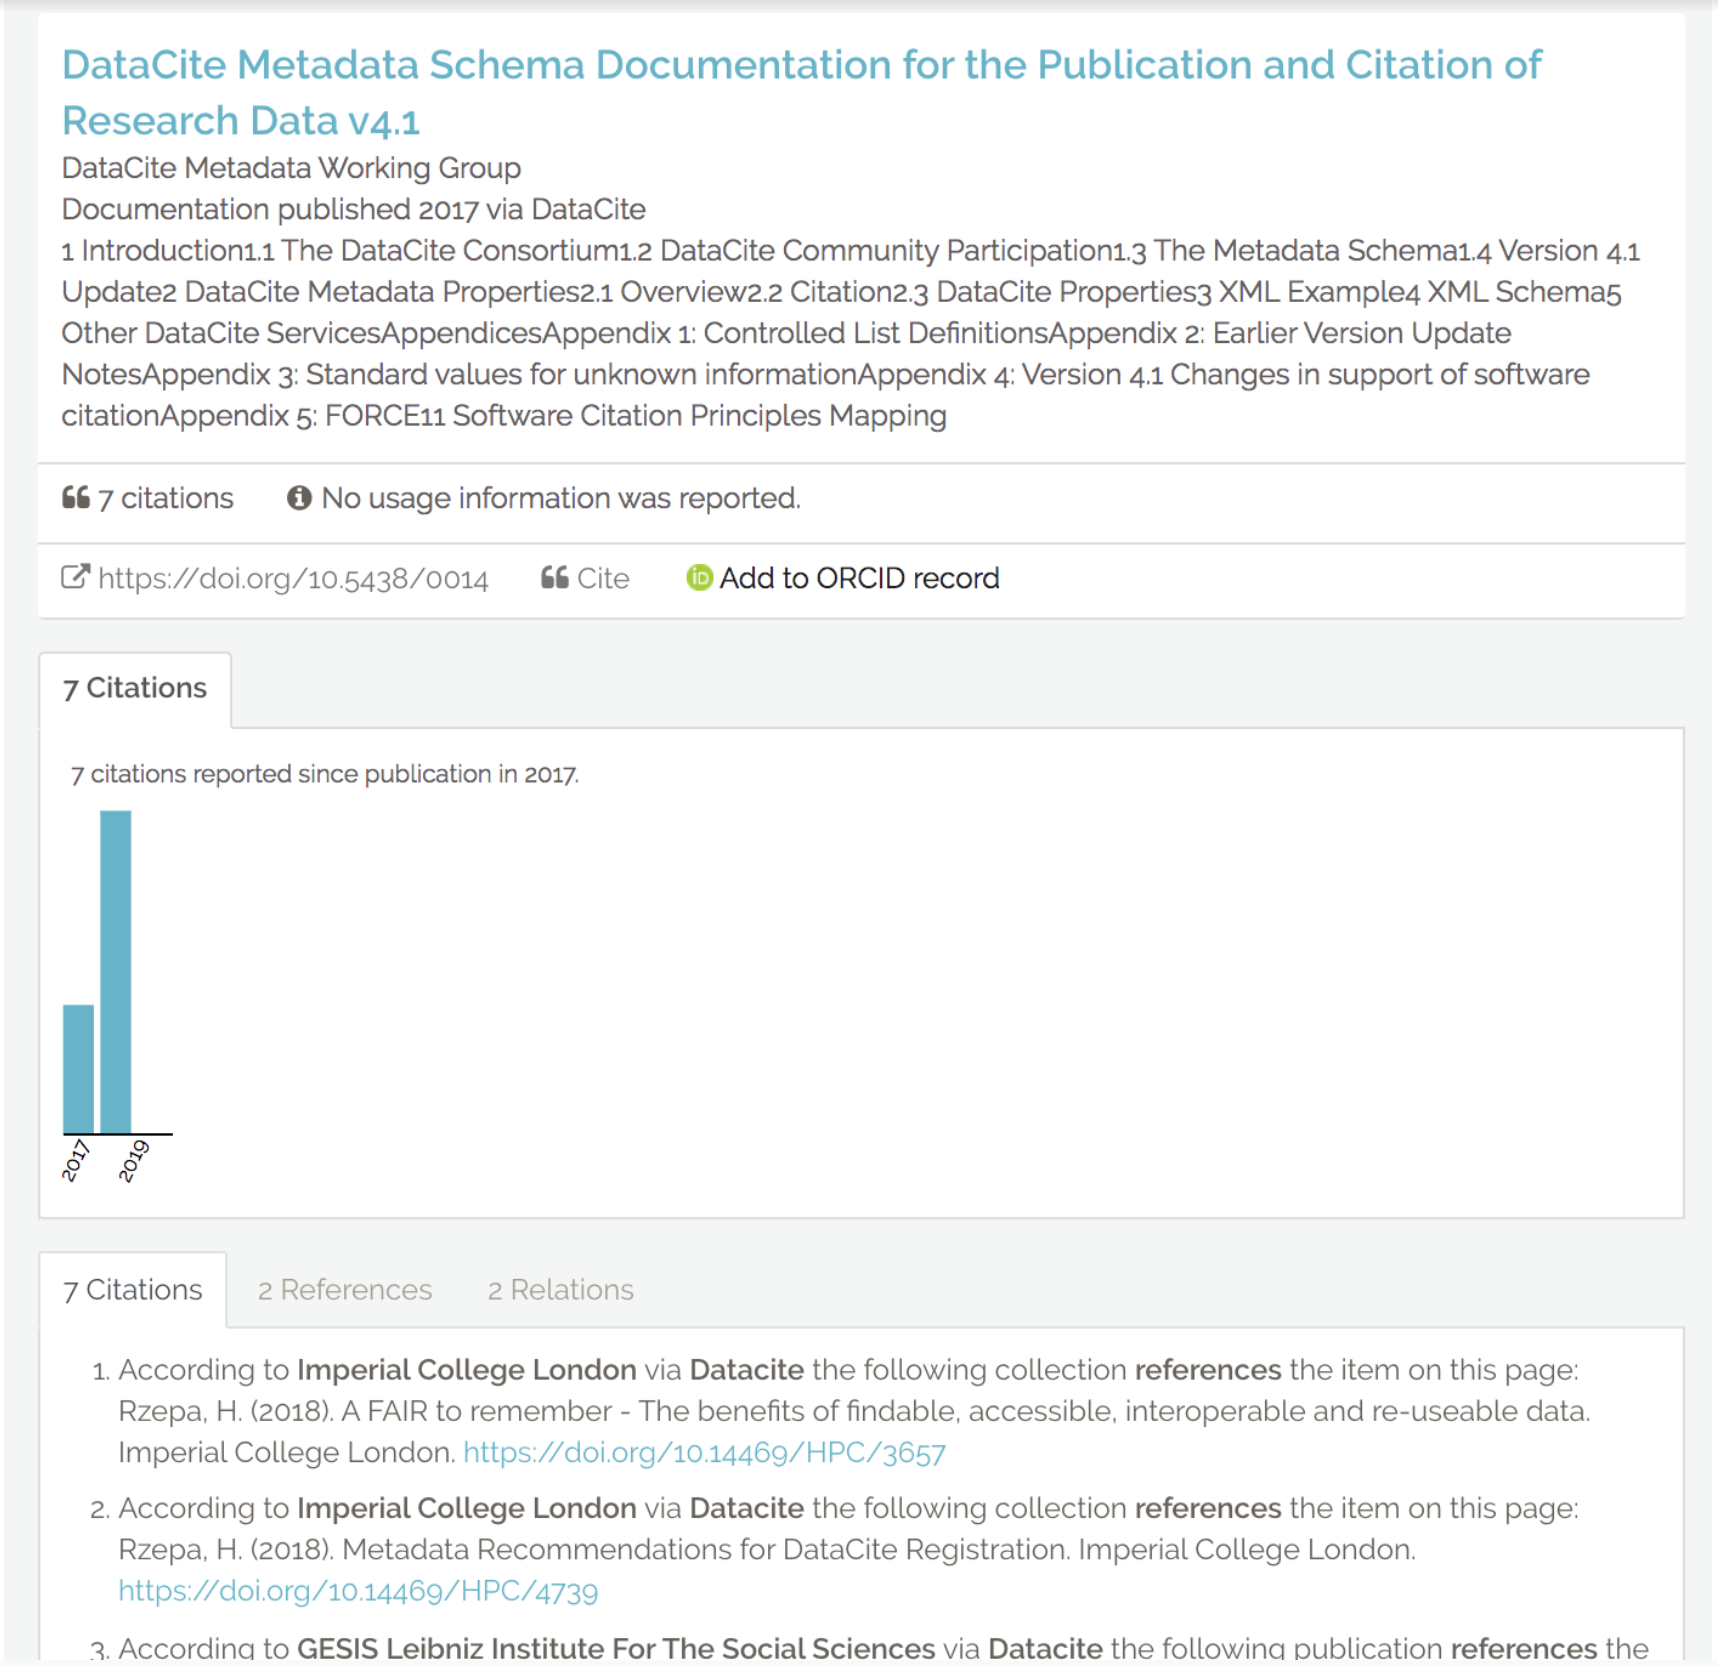 DataCite Metadata Schema Documentation for the Publication and Citation of
Research Data v4.1
DataCite Metadata Working Group
Documentation published 2017 via DataCite
1 Introduction1.1 The DataCite Consortium1.2 DataCite Community Participation1.3 The Metadata Schema1.4 Version 4.1
Update2 DataCite Metadata Properties2.1 Overview2.2 Citation2.3 DataCite Properties3 XML Example4 XML Schema5
Other DataCite ServicesAppendicesAppendix 1: Controlled List DefinitionsAppendix 2: Earlier Version Update
NotesAppendix 3: Standard values for unknown informationAppendix 4: Version 4.1 Changes in support of software
citationAppendix 5: FORCE11 Software Citation Principles Mapping
7 citations No usage information was reported.
https://doi.org/10.5438/0014 Cite iD Add to ORCID record
7 Citations
7 citations reported since publication in 2017.
2017 2019
7 Citations 2 References 2 Relations
1. According to Imperial College London via Datacite the following collection references the item on this page:
Rzepa, H. (2018). A FAIR to remember - The benefits of findable, accessible, interoperable and re-useable data.
Imperial College London. https://doi.org/10.14469/HPC/3657
2. According to Imperial College London via Datacite the following collection references the item on this page:
Rzepa, H. (2018). Metadata Recommendations for DataCite Registration. Imperial College London.
https://doi.org/10.14469/HPC/4739
3. According to GESIS Leibniz Institute For The Social Sciences via Datacite the following publication references the